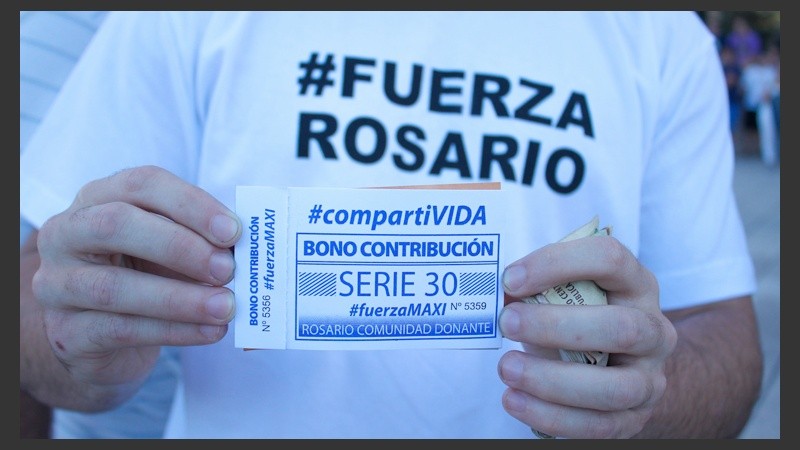 #FUERZA
ROSARIO
BONO CONTRIBUCIÓN
#fuerzaMAXI
Nº 5356
#compartiVIDA
BONO CONTRIBUCIÓN
SERIE 30
#fuerzaMAXI Nº 5359
ROSARIO COMUNIDAD DONANTE